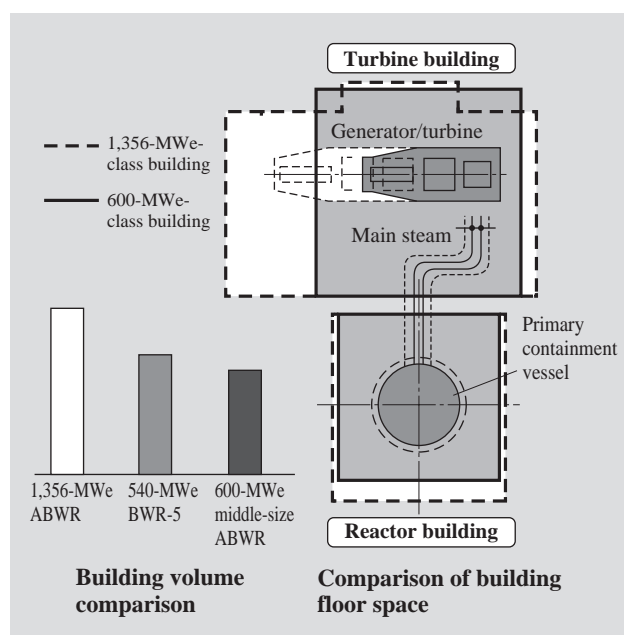 Turbine building
1,356-MWe-
class building
600-MWe-
class building
Generator/turbine
Main steam
Primary
containment
vessel
1,356-MWe
ABWR
540-MWe
BWR-5
600-MWe
middle-size
ABWR
Reactor building
Building volume
comparison
Comparison of building
floor space